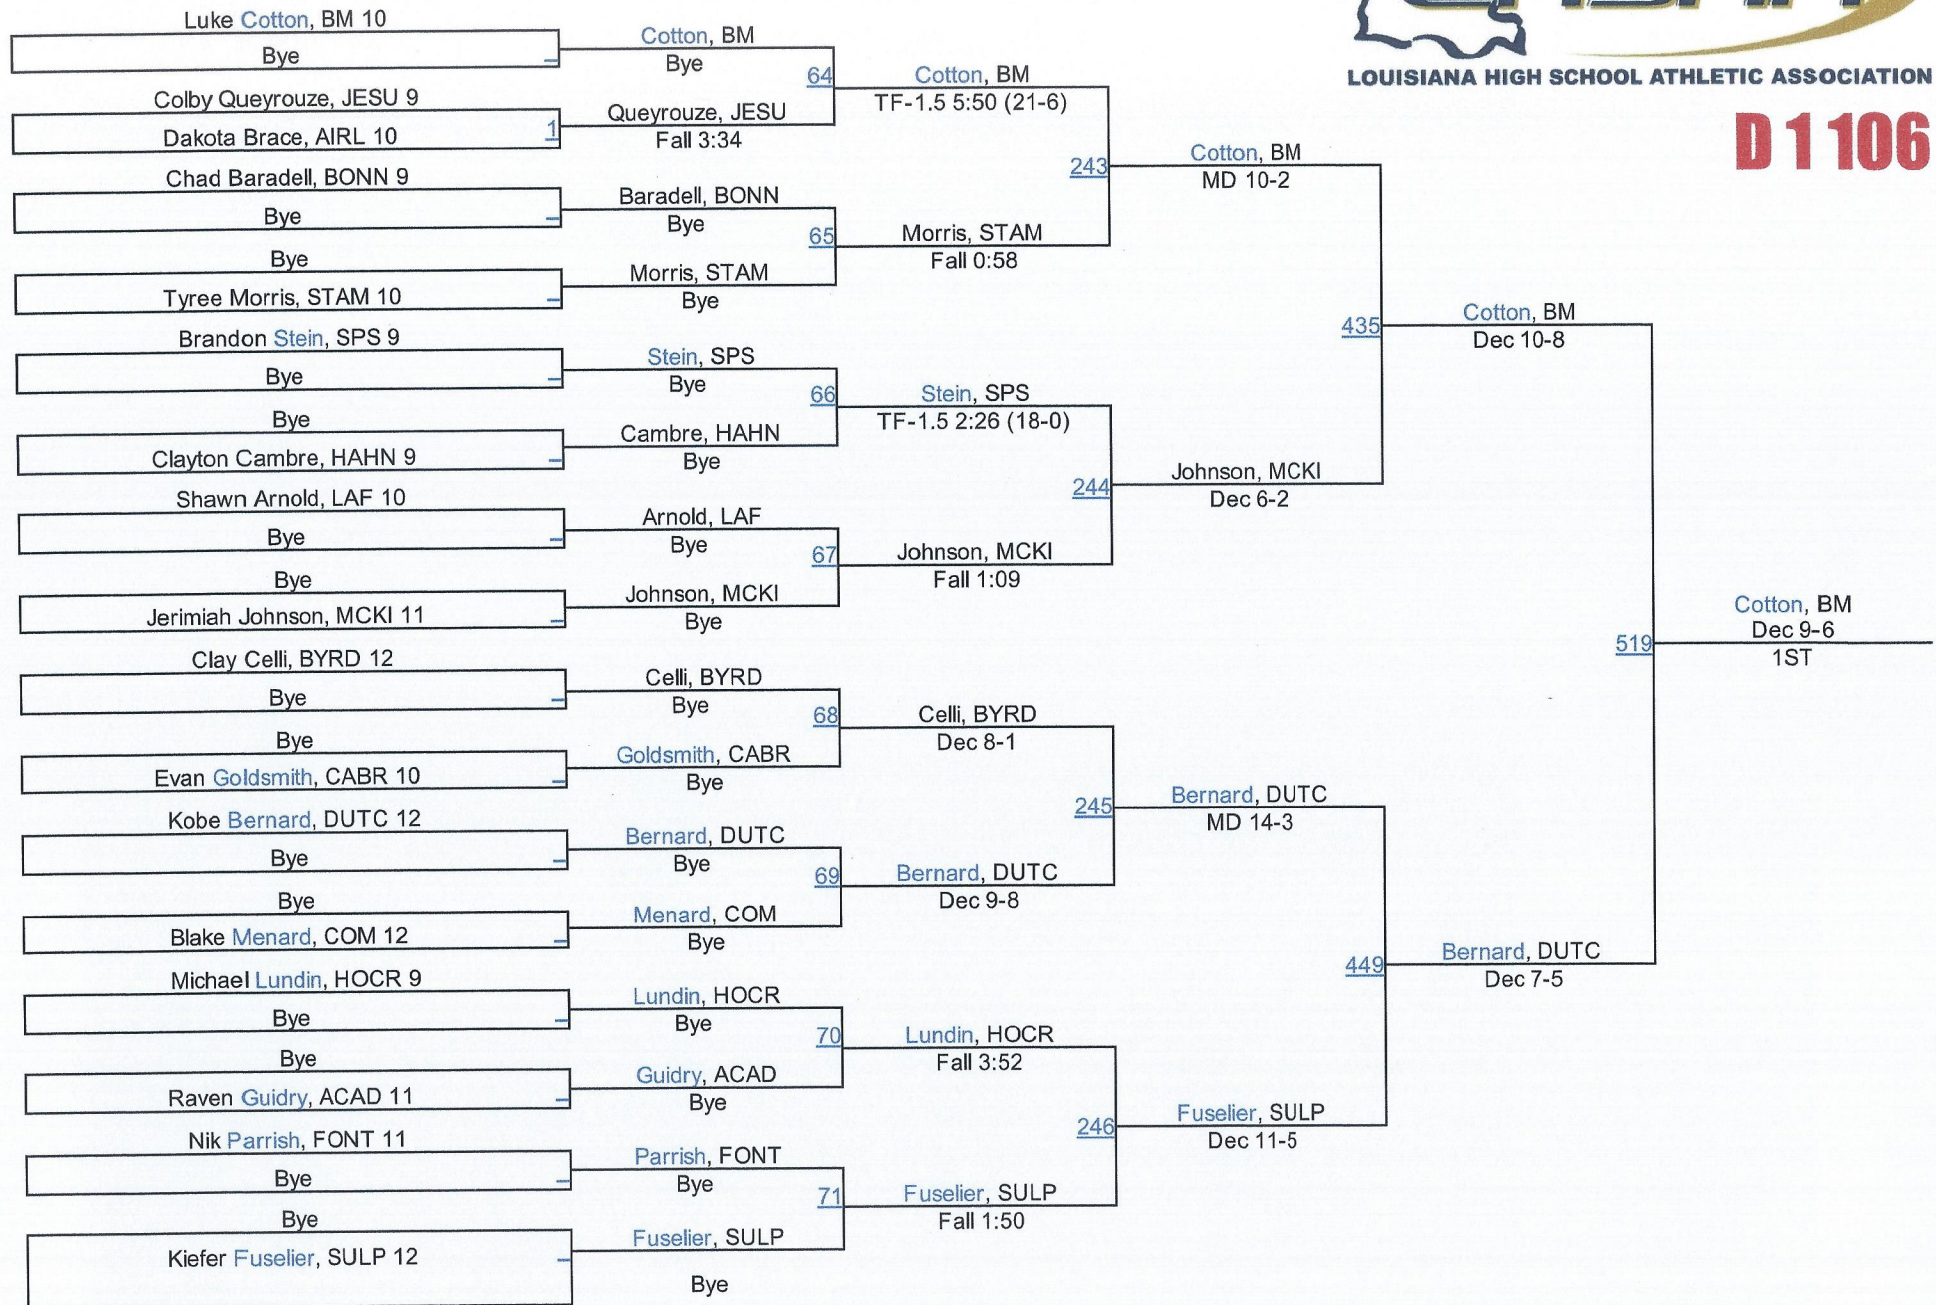 LOUISIANA HIGH SCHOOL ATHLETIC ASSOCIATION
D 1 106
Luke Cotton, BM 10
Bye
Colby Queyrouze, JESU 9
1
Dakota Brace, AIRL 10
Chad Baradell, BONN 9
Bye
Bye
Tyree Morris, STAM 10
Brandon Stein, SPS 9
Bye
Bye
Clayton Cambre, HAHN 9
Shawn Arnold, LAF 10
Bye
Bye
Jerimiah Johnson, MCKI 11
Clay Celli, BYRD 12
Bye
Bye
Evan Goldsmith, CABR 10
Kobe Bernard, DUTC 12
Bye
Bye
Blake Menard, COM 12
Michael Lundin, HOCR 9
Bye
Bye
Raven Guidry, ACAD 11
Nik Parrish, FONT 11
Bye
Bye
Kiefer Fuselier, SULP 12
Cotton, BM
Bye
64
Queyrouze, JESU
Fall 3:34
Baradell, BONN
Bye
65
Morris, STAM
Bye
Stein, SPS
Bye
66
Cambre, HAHN
Bye
Arnold, LAF
Bye
67
Johnson, MCKI
Bye
Celli, BYRD
Bye
68
Goldsmith, CABR
Bye
Bernard, DUTC
Bye
69
Menard, COM
Bye
Lundin, HOCR
Bye
70
Guidry, ACAD
Bye
Parrish, FONT
Bye
71
Fuselier, SULP
Bye
Cotton, BM
TF-1.5 5:50 (21-6)
243
Morris, STAM
Fall 0:58
Stein, SPS
TF-1.5 2:26 (18-0)
244
Johnson, MCKI
Fall 1:09
Celli, BYRD
Dec 8-1
245
Bernard, DUTC
Dec 9-8
Lundin, HOCR
Fall 3:52
246
Fuselier, SULP
Fall 1:50
Cotton, BM
MD 10-2
435
Johnson, MCKI
Dec 6-2
Bernard, DUTC
MD 14-3
449
Fuselier, SULP
Dec 11-5
Cotton, BM
Dec 10-8
519
Bernard, DUTC
Dec 7-5
Cotton, BM
Dec 9-6
1ST